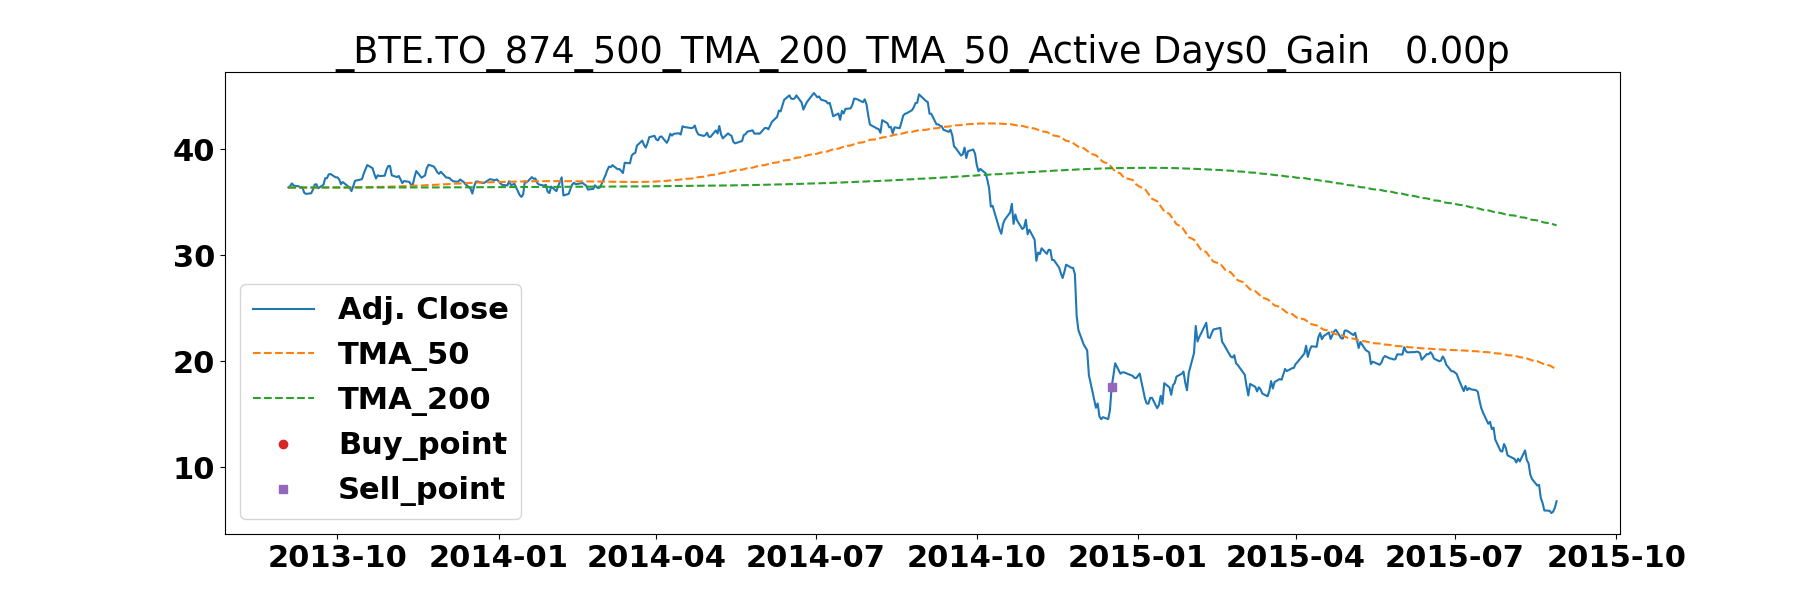 _BTE.TO_874_500_TMA_200_TMA_50_Active Days0_Gain   0.00p
40
30
20
10
Adj. Close
TMA_50
TMA_200
Buy_point
Sell_point
2013-10 2014-01 2014-04 2014-07 2014-10 2015-01 2015-04 2015-07 2015-10